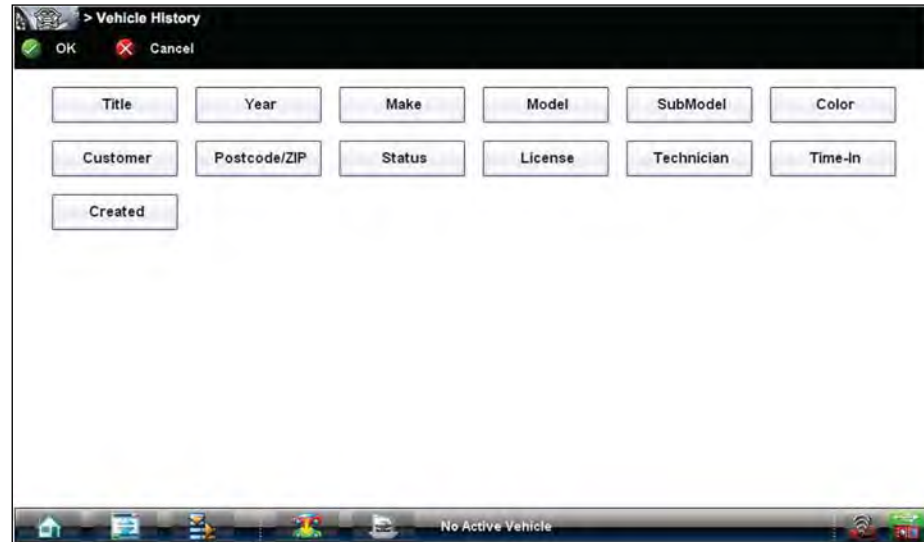 > Vehicle History
OK Cancel
Title Year Make Model SubModel Color
Customer Postcode/ZIP Status License Technician Time-In
Created
No Active Vehicle